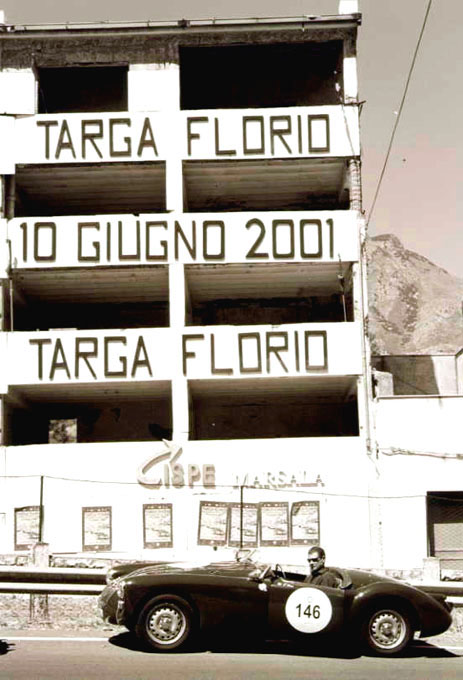 TARGA FLORIO
10 GIUGNO 2001
TARGA FLORIO
CISPE MARSALA
146